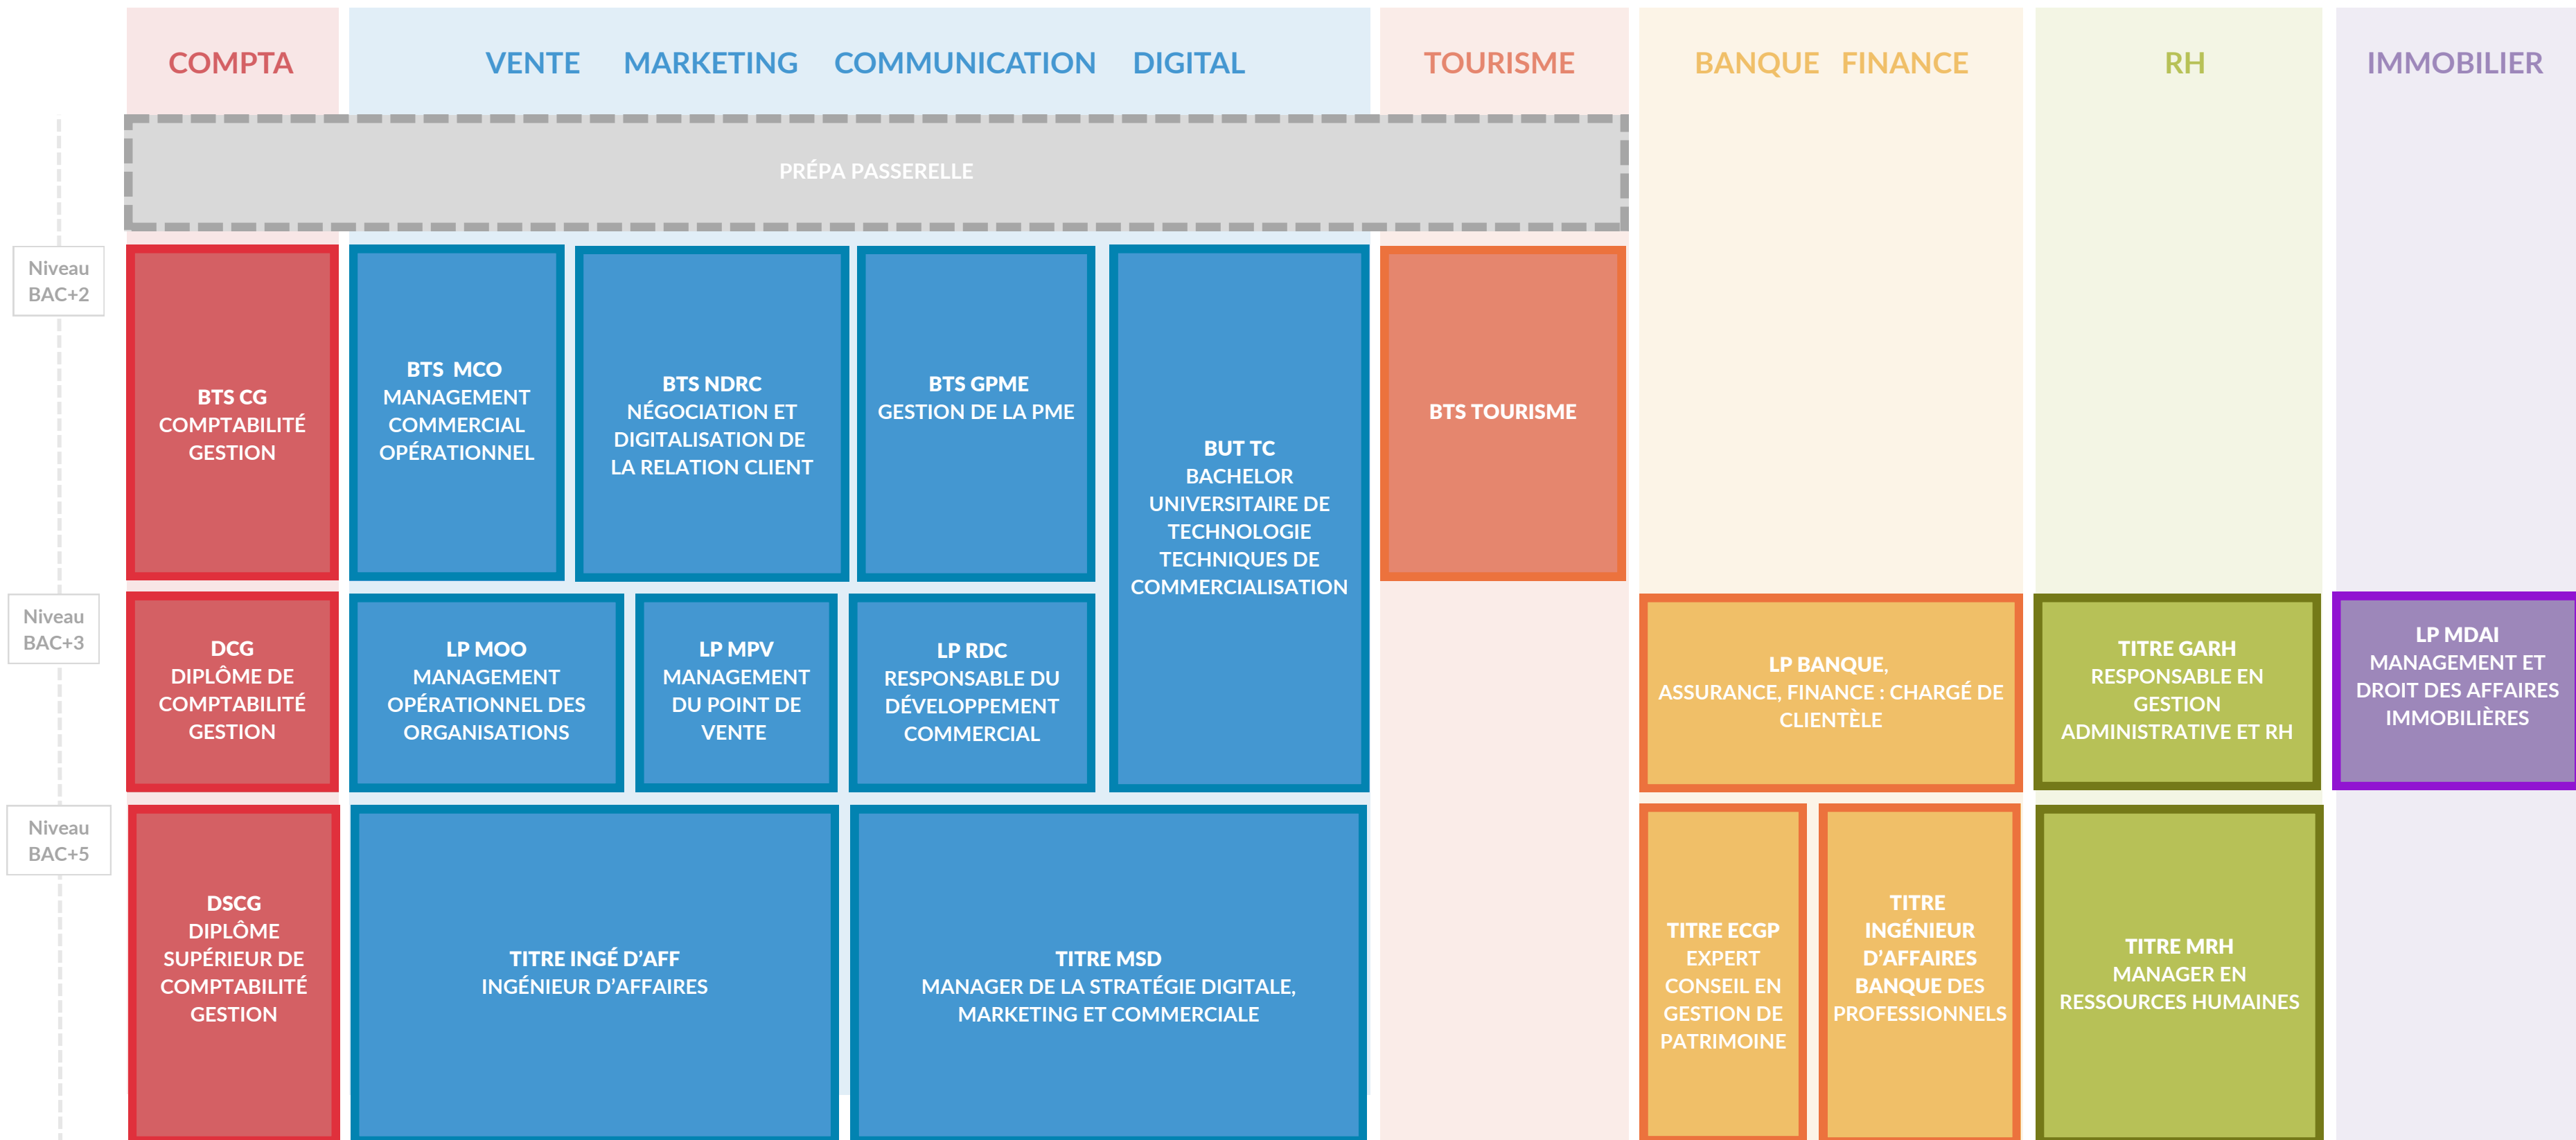 COMPTA
VENTE MARKETING COMMUNICATION DIGITAL
TOURISME
BANQUE FINANCE
RH
IMMOBILIER
PRÉPA PASSERELLE
Niveau
BAC+2
BTS CG
COMPTABILITÉ
GESTION
BTS MCO
MANAGEMENT
COMMERCIAL
OPÉRATIONNEL
BTS NDRC
NÉGOCIATION ET
DIGITALISATION DE
LA RELATION CLIENT
BTS GPME
GESTION DE LA PME
BUT TC
BACHELOR
UNIVERSITAIRE DE
TECHNOLOGIE
TECHNIQUES DE
COMMERCIALISATION
BTS TOURISME
Niveau
BAC+3
DCG
DIPLÔME DE
COMPTABILITÉ
GESTION
LP MOO
MANAGEMENT
OPÉRATIONNEL DES
ORGANISATIONS
LP MPV
MANAGEMENT
DU POINT DE
VENTE
LP RDC
RESPONSABLE DU
DÉVELOPPEMENT
COMMERCIAL
LP BANQUE,
ASSURANCE, FINANCE : CHARGÉ DE
CLIENTÈLE
TITRE GARH
RESPONSABLE EN
GESTION
ADMINISTRATIVE ET RH
LP MDAI
MANAGEMENT ET
DROIT DES AFFAIRES
IMMOBILIÈRES
Niveau
BAC+5
DSCG
DIPLÔME
SUPÉRIEUR DE
COMPTABILITÉ
GESTION
TITRE INGÉ D’AFF
INGÉNIEUR D’AFFAIRES
TITRE MSD
MANAGER DE LA STRATÉGIE DIGITALE,
MARKETING ET COMMERCIALE
TITRE ECGP
EXPERT
CONSEIL EN
GESTION DE
PATRIMOINE
TITRE
INGÉNIEUR
D’AFFAIRES
BANQUE DES
PROFESSIONNELS
TITRE MRH
MANAGER EN
RESSOURCES HUMAINES